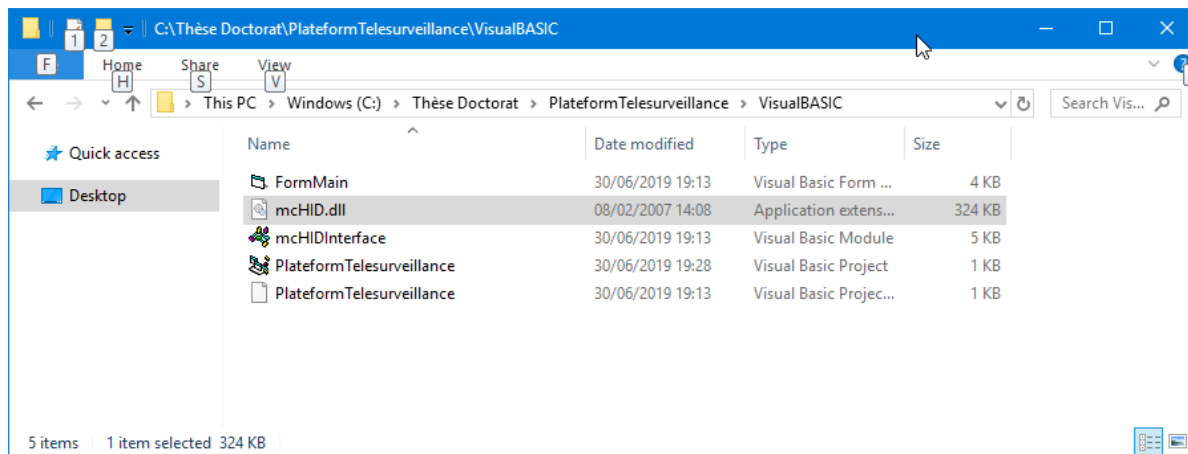 1 2 C:\Thèse Doctorat\PlateformTelesurveillance\VisualBASIC
F Home Share View
H S V
This PC > Windows (C:) > Thèse Doctorat > PlateformTelesurveillance > VisualBASIC Search Vis...
Quick access
Desktop
Name Date modified Type Size
FormMain 30/06/2019 19:13 Visual Basic Form ... 4 KB
mcHID.dll 08/02/2007 14:08 Application extens... 324 KB
mcHIDInterface 30/06/2019 19:13 Visual Basic Module 5 KB
PlateformTelesurveillance 30/06/2019 19:28 Visual Basic Project 1 KB
PlateformTelesurveillance 30/06/2019 19:13 Visual Basic Projec... 1 KB
5 items 1 item selected 324 KB